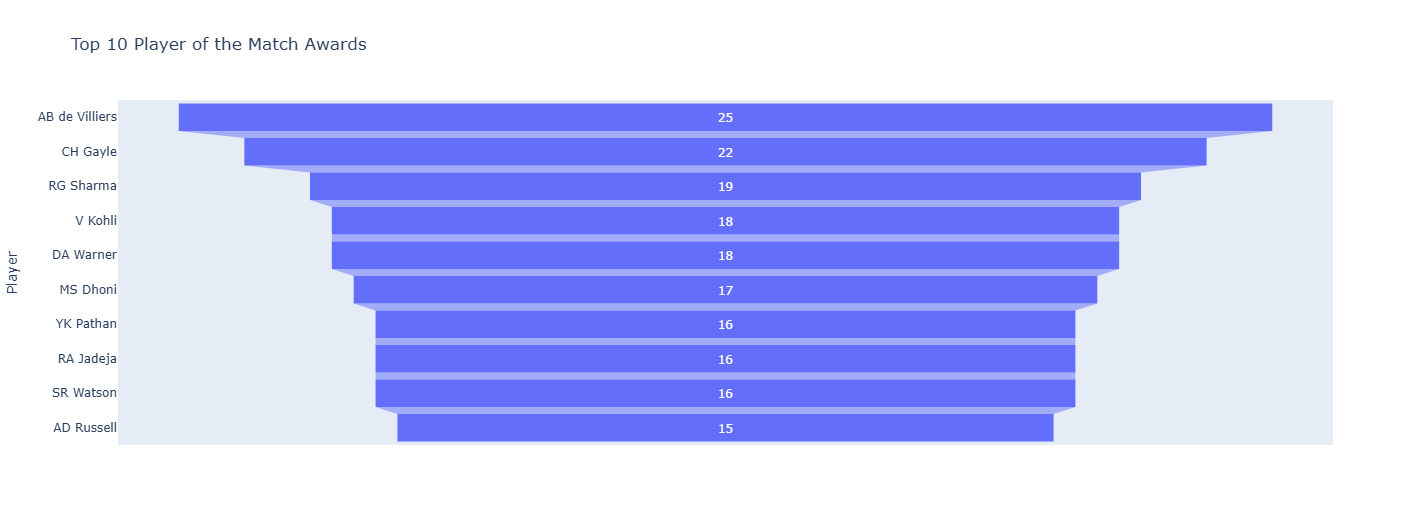 Top 10 Player of the Match Awards
Player
AB de Villiers 25
CH Gayle 22
RG Sharma 19
V Kohli 18
DA Warner 18
MS Dhoni 17
YK Pathan 16
RA Jadeja 16
SR Watson 16
AD Russell 15